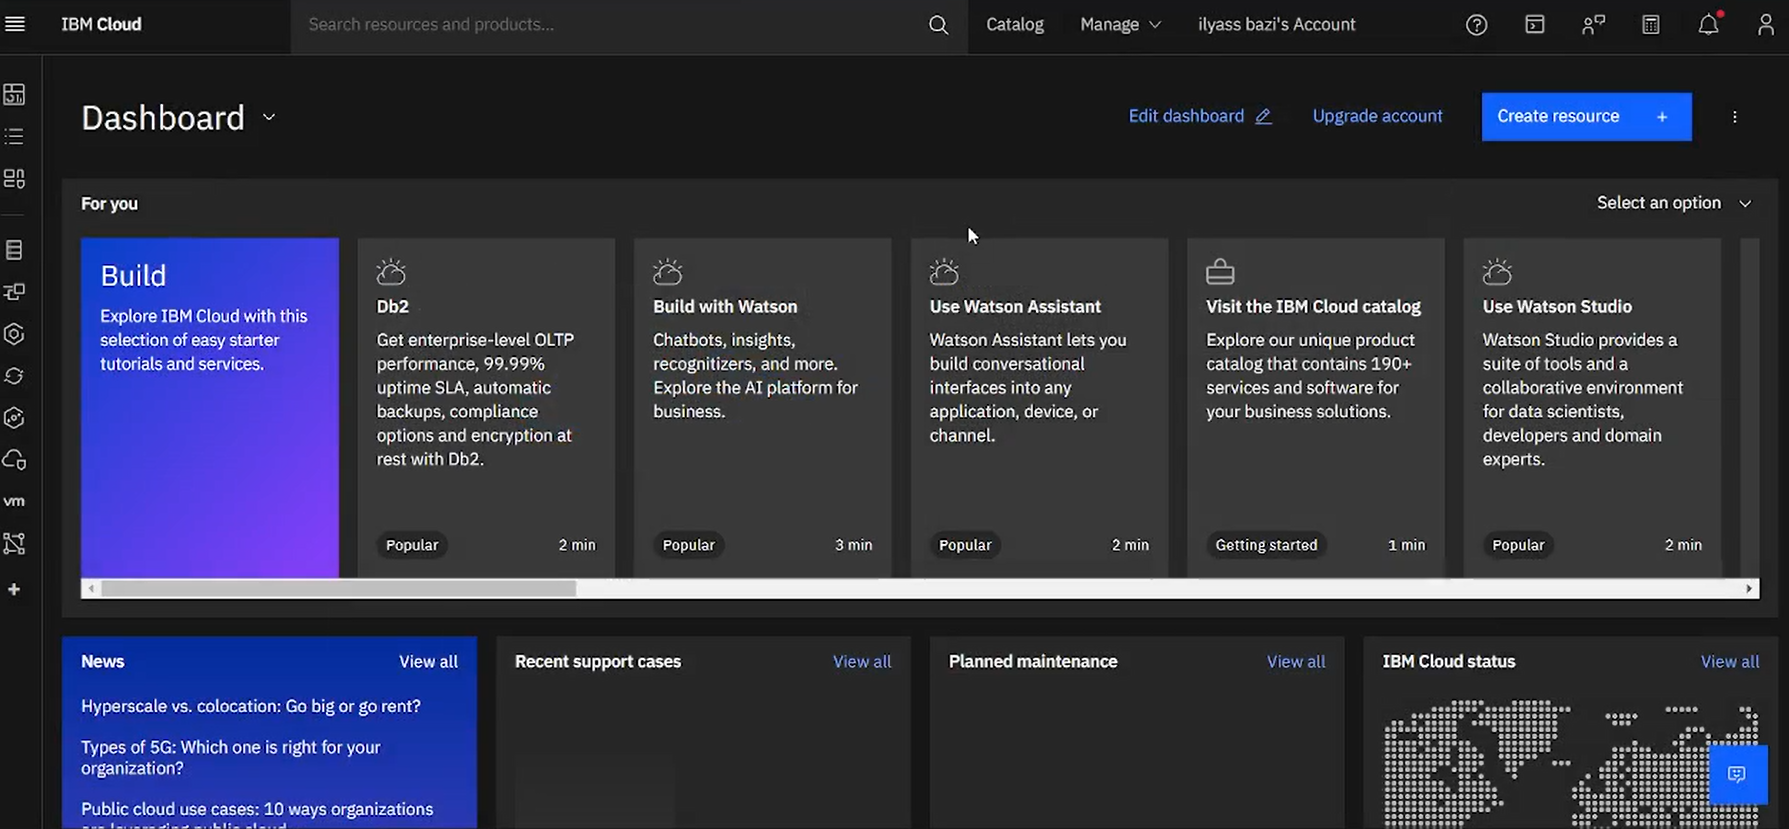 IBM Cloud
Search resources and products...
Catalog
Manage
ilyass bazi's Account
Dashboard
Edit dashboard
Upgrade account
Create resource +
For you
Select an option
Build
Explore IBM Cloud with this
selection of easy starter
tutorials and services.
Db2
Get enterprise-level OLTP
performance, 99.99%
uptime SLA, automatic
backups, compliance
options and encryption at
rest with Db2.
Popular
2 min
Build with Watson
Chatbots, insights,
recognitizers, and more.
Explore the AI platform for
business.
Popular
3 min
Use Watson Assistant
Watson Assistant lets you
build conversational
interfaces into any
application, device, or
channel.
Popular
2 min
Visit the IBM Cloud catalog
Explore our unique product
catalog that contains 190+
services and software for
your business solutions.
Getting started
1 min
Use Watson Studio
Watson Studio provides a
suite of tools and a
collaborative environment
for data scientists,
developers and domain
experts.
Popular
2 min
vm
News
View all
Hyperscale vs. colocation: Go big or go rent?
Types of 5G: Which one is right for your
organization?
Public cloud use cases: 10 ways organizations
are leveraging public cloud
Recent support cases
View all
Planned maintenance
View all
IBM Cloud status
View all